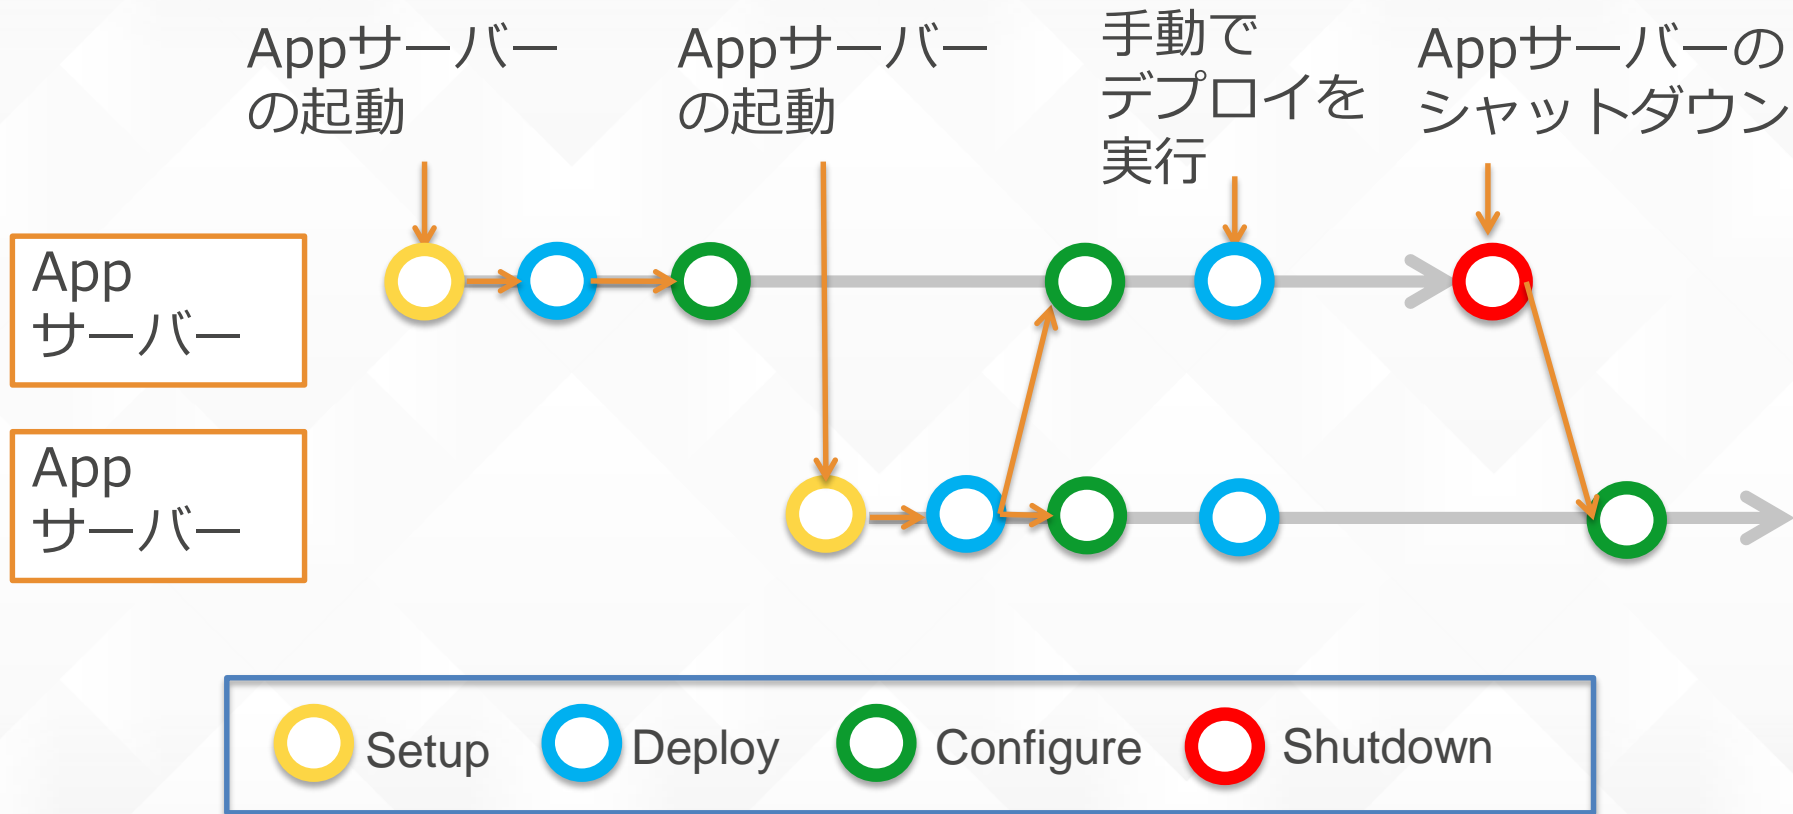 Appサーバー
の起動
Appサーバー
の起動
手動で
デプロイを
実行
Appサーバーの
シャットダウン
App
サーバー
App
サーバー
Setup
Deploy
Configure
Shutdown